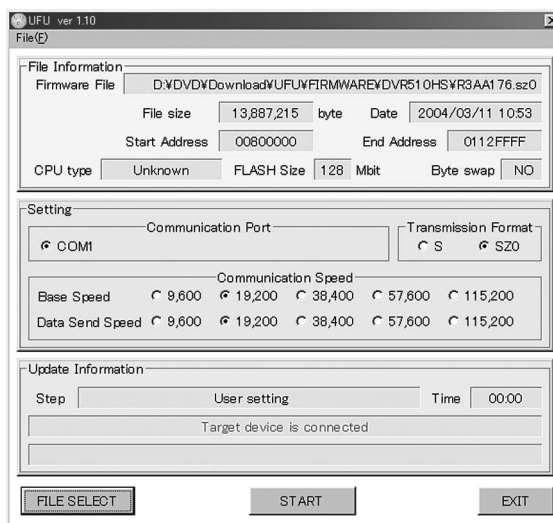 UFU ver 1.10
File(F)
File Information
Firmware File D:¥DVD¥Download¥UFU¥FIRMWARE¥DVR510HS¥R3AA176.sz0
File size 13,887,215 byte Date 2004/03/11 10:53
Start Address 00800000 End Address 0112FFFF
CPU type Unknown FLASH Size 128 Mbit Byte swap NO
Setting
Communication Port Transmission Format
COM1 S SZ0
Communication Speed
Base Speed 9,600 19,200 38,400 57,600 115,200
Data Send Speed 9,600 19,200 38,400 57,600 115,200
Update Information
Step User setting Time 00:00
Target device is connected
FILE SELECT START EXIT